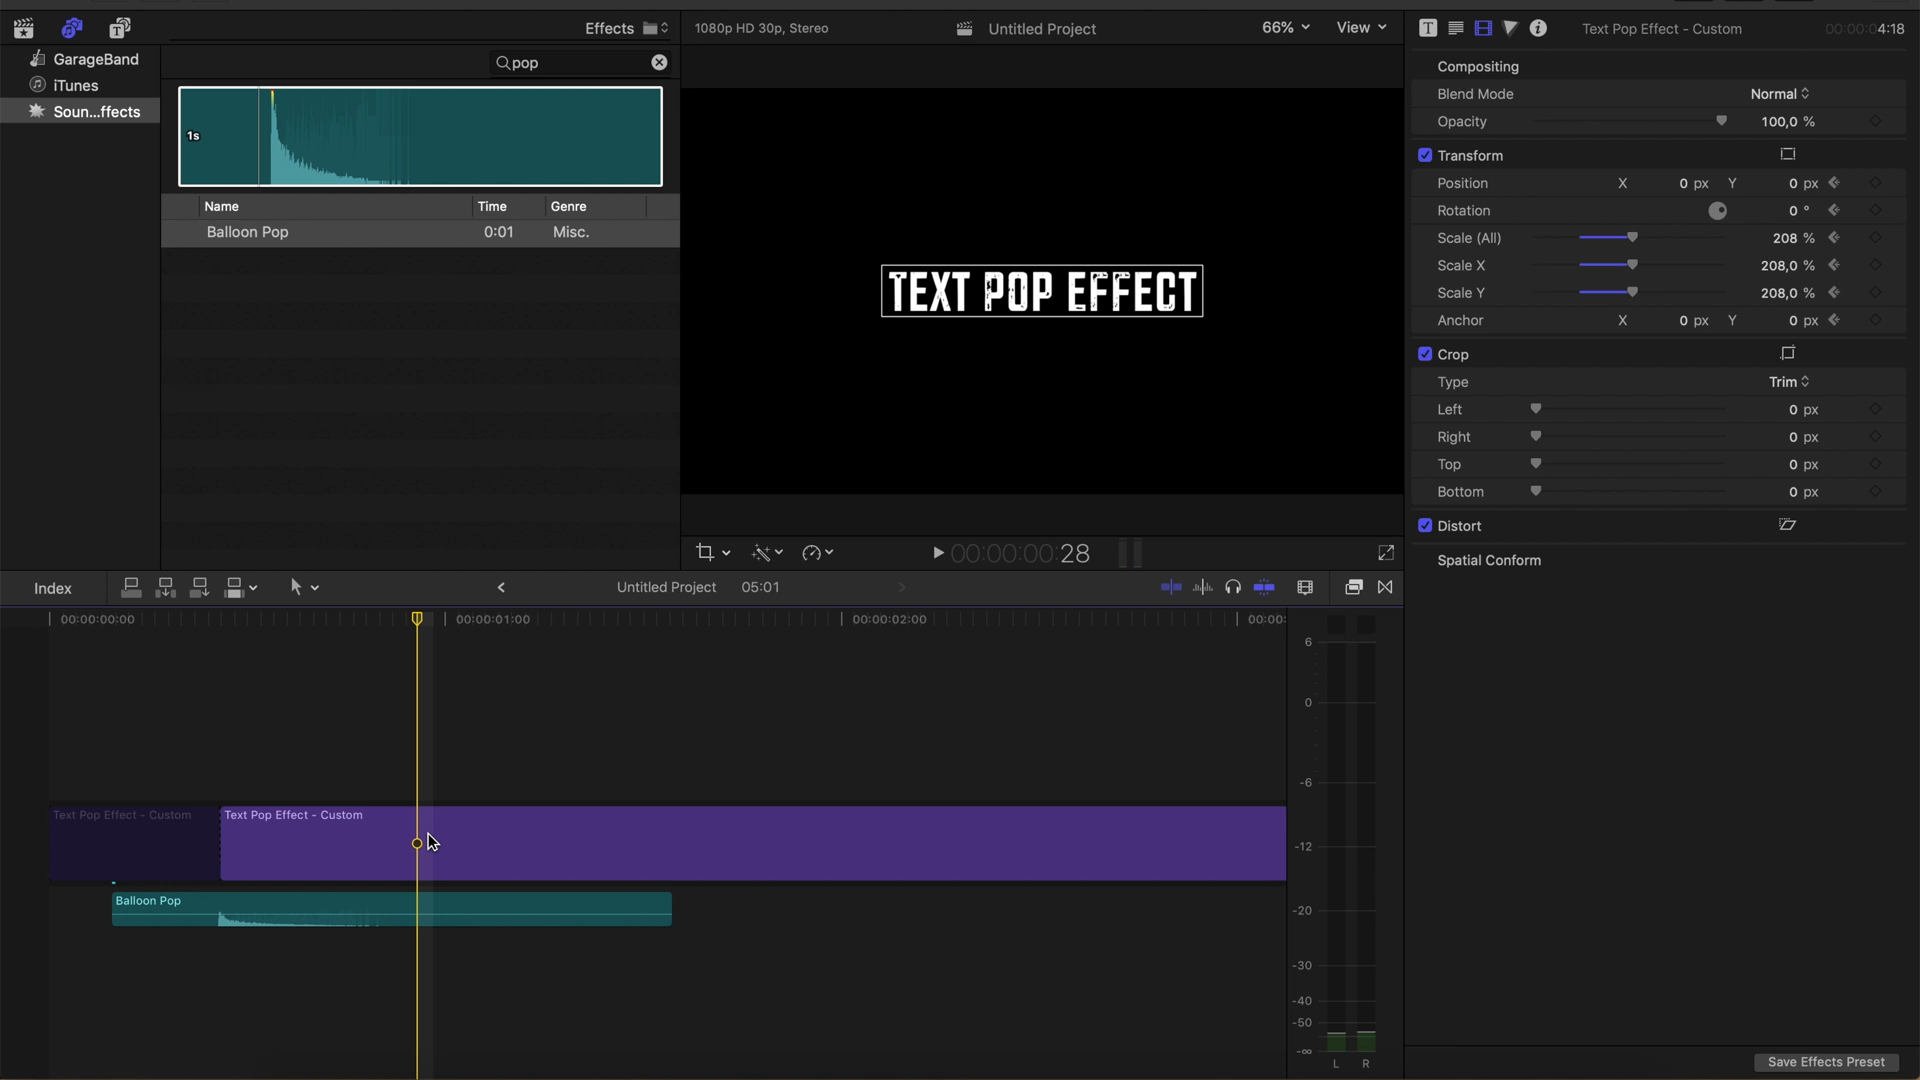 Effects
1080p HD 30p, Stereo
Untitled Project
66%
View
Text Pop Effect - Custom
00:00:04:18
GarageBand
iTunes
Soun...ffects
pop
1s
Name
Time
Genre
Balloon Pop
0:01
Misc.
TEXT POP EFFECT
Compositing
Blend Mode
Normal
Opacity
100,0 %
Transform
Position X 0 px Y 0 px
Rotation 0 °
Scale (All) 208 %
Scale X 208,0 %
Scale Y 208,0 %
Anchor X 0 px Y 0 px
Crop
Type Trim
Left 0 px
Right 0 px
Top 0 px
Bottom 0 px
Distort
Spatial Conform
00:00:00:28
Index
Untitled Project 05:01
00:00:00:00
00:00:01:00
00:00:02:00
00:00:
Text Pop Effect - Custom
Text Pop Effect - Custom
Balloon Pop
6
0
-6
-12
-20
-30
-40
-50
-∞
L R
Save Effects Preset